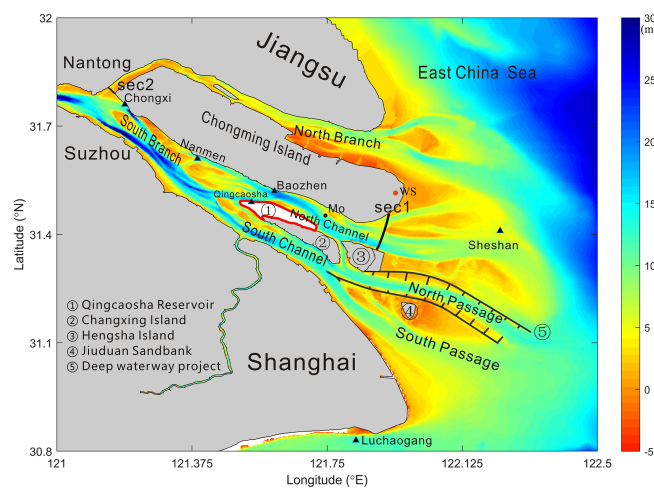 32
31.7
31.4
31.1
30.8
Latitude (°N)
121
121.375
121.75
122.125
122.5
Longitude (°E)
30
(m)
25
20
15
10
5
0
-5
Jiangsu
Nantong
East China Sea
sec2
Chongxi
South Branch
Chongming Island
North Branch
Suzhou
Nanmen
Baozhen
WS
Qingcaosha
Mo
sec1
①
North Channel
②
③
Sheshan
South Channel
North Passage
④
⑤
South Passage
① Qingcaosha Reservoir
② Changxing Island
③ Hengsha Island
④ Jiuduan Sandbank
⑤ Deep waterway project
Shanghai
Luchaogang